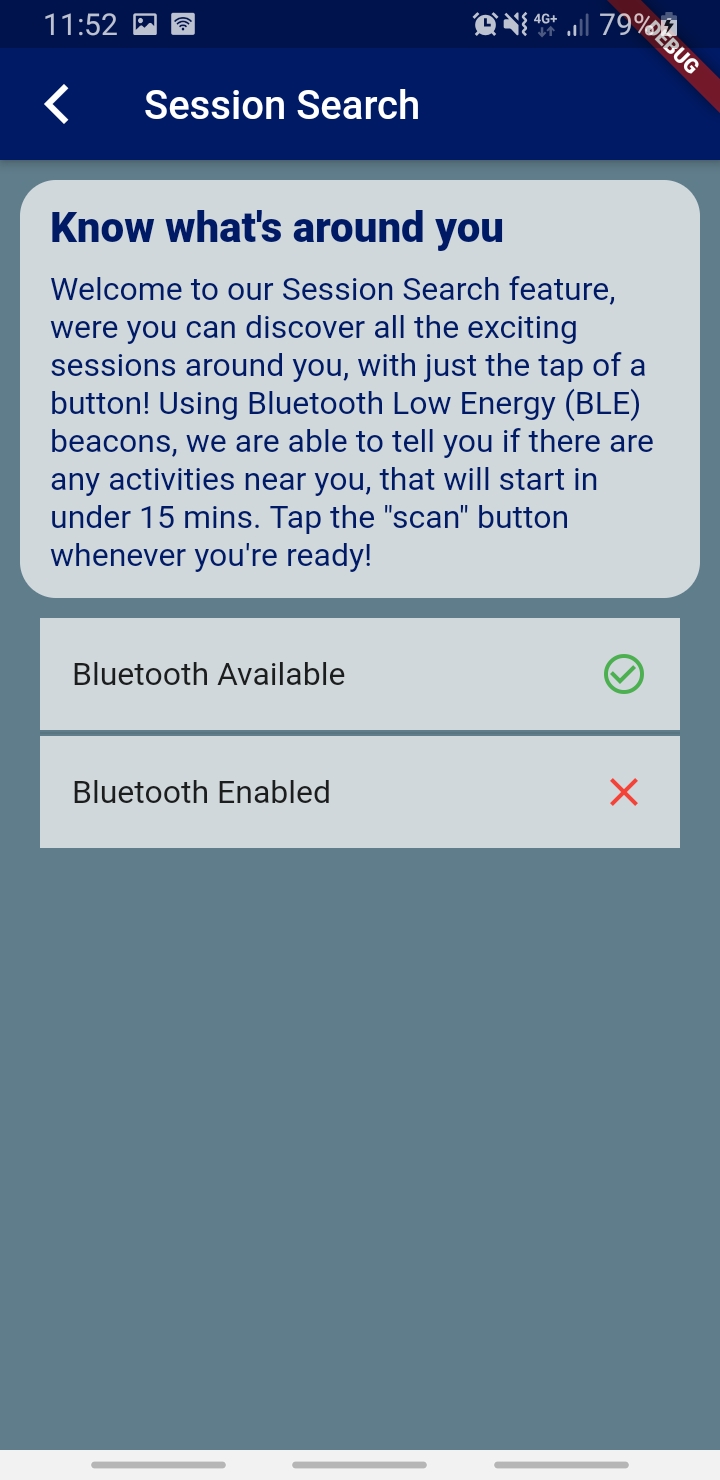 11:52
4G+
79%
DEBUG
Session Search
Know what's around you
Welcome to our Session Search feature,
were you can discover all the exciting
sessions around you, with just the tap of a
button! Using Bluetooth Low Energy (BLE)
beacons, we are able to tell you if there are
any activities near you, that will start in
under 15 mins. Tap the "scan" button
whenever you're ready!
Bluetooth Available
Bluetooth Enabled